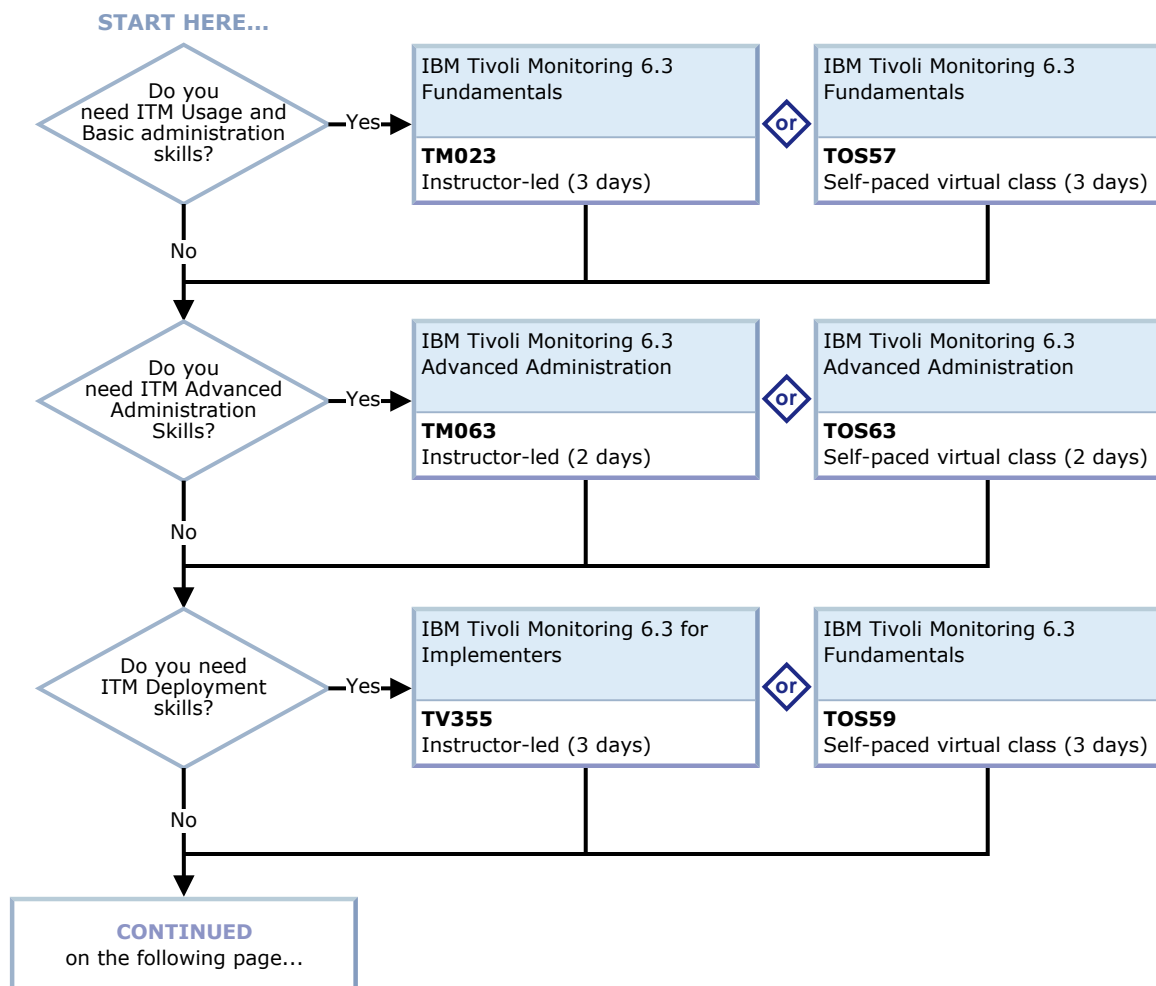 START HERE...
Do you
need ITM Usage and
Basic administration
skills?
Yes
IBM Tivoli Monitoring 6.3
Fundamentals
TM023
Instructor-led (3 days)
or
IBM Tivoli Monitoring 6.3
Fundamentals
TOS57
Self-paced virtual class (3 days)
No
Do you
need ITM Advanced
Administration
Skills?
Yes
IBM Tivoli Monitoring 6.3
Advanced Administration
TM063
Instructor-led (2 days)
or
IBM Tivoli Monitoring 6.3
Advanced Administration
TOS63
Self-paced virtual class (2 days)
No
Do you need
ITM Deployment
skills?
Yes
IBM Tivoli Monitoring 6.3 for
Implementers
TV355
Instructor-led (3 days)
or
IBM Tivoli Monitoring 6.3
Fundamentals
TOS59
Self-paced virtual class (3 days)
No
CONTINUED
on the following page...